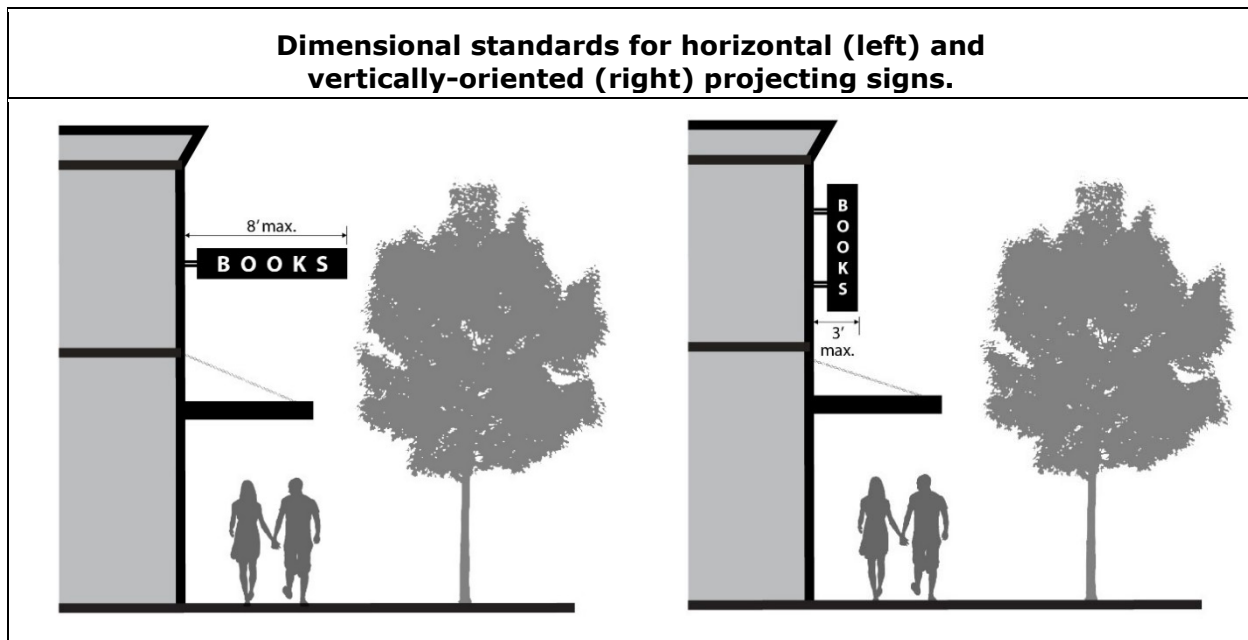 Dimensional standards for horizontal (left) and
vertically-oriented (right) projecting signs.
8' max.
B O O K S
B
O
O
K
S
3'
max.